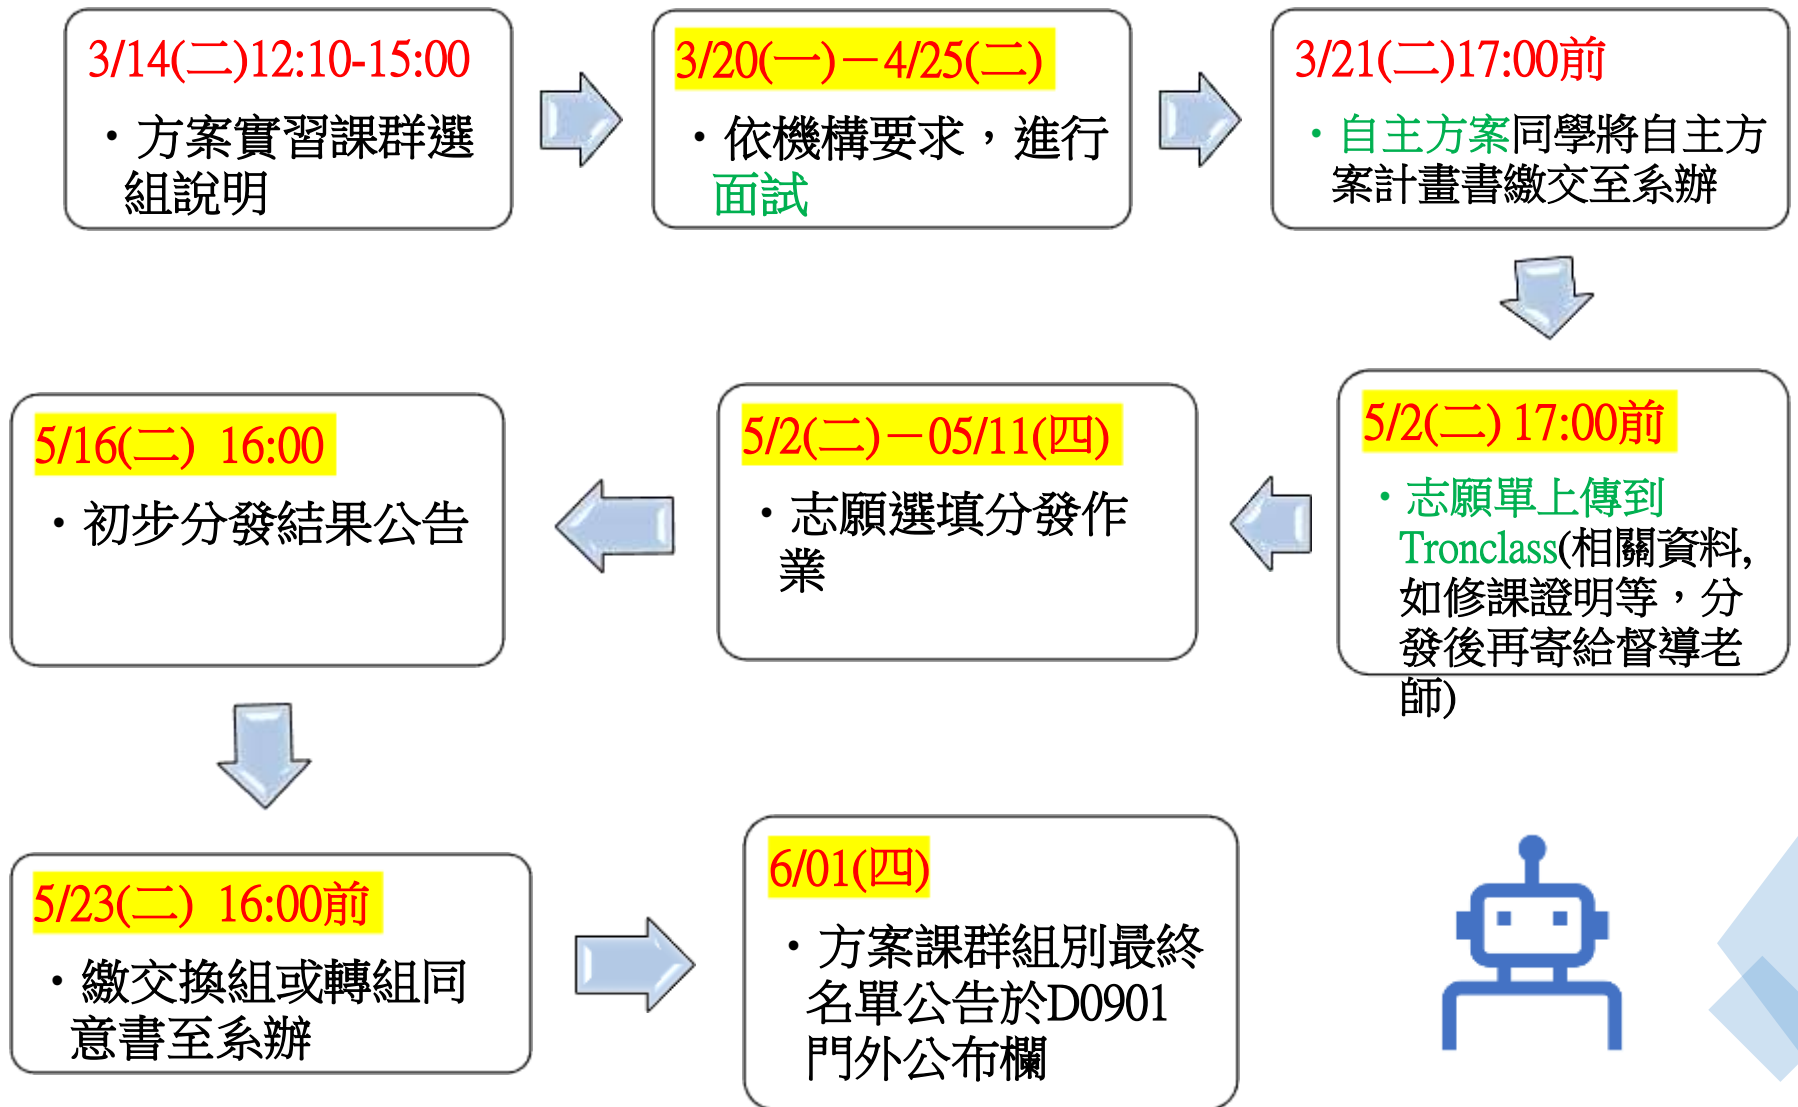 3/14(二)12:10-15:00
・方案實習課群選
組說明
3/20(一)－4/25(二)
・依機構要求，進行
面試
3/21(二)17:00前
・自主方案同學將自主方
案計畫書繳交至系辦
5/2(二) 17:00前
・志願單上傳到
Tronclass(相關資料,
如修課證明等，分
發後再寄給督導老
師)
5/2(二)－05/11(四)
・志願選填分發作
業
5/16(二) 16:00
・初步分發結果公告
5/23(二) 16:00前
・繳交換組或轉組同
意書至系辦
6/01(四)
・方案課群組別最終
名單公告於D0901
門外公布欄